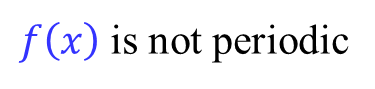 f(x) is not periodic